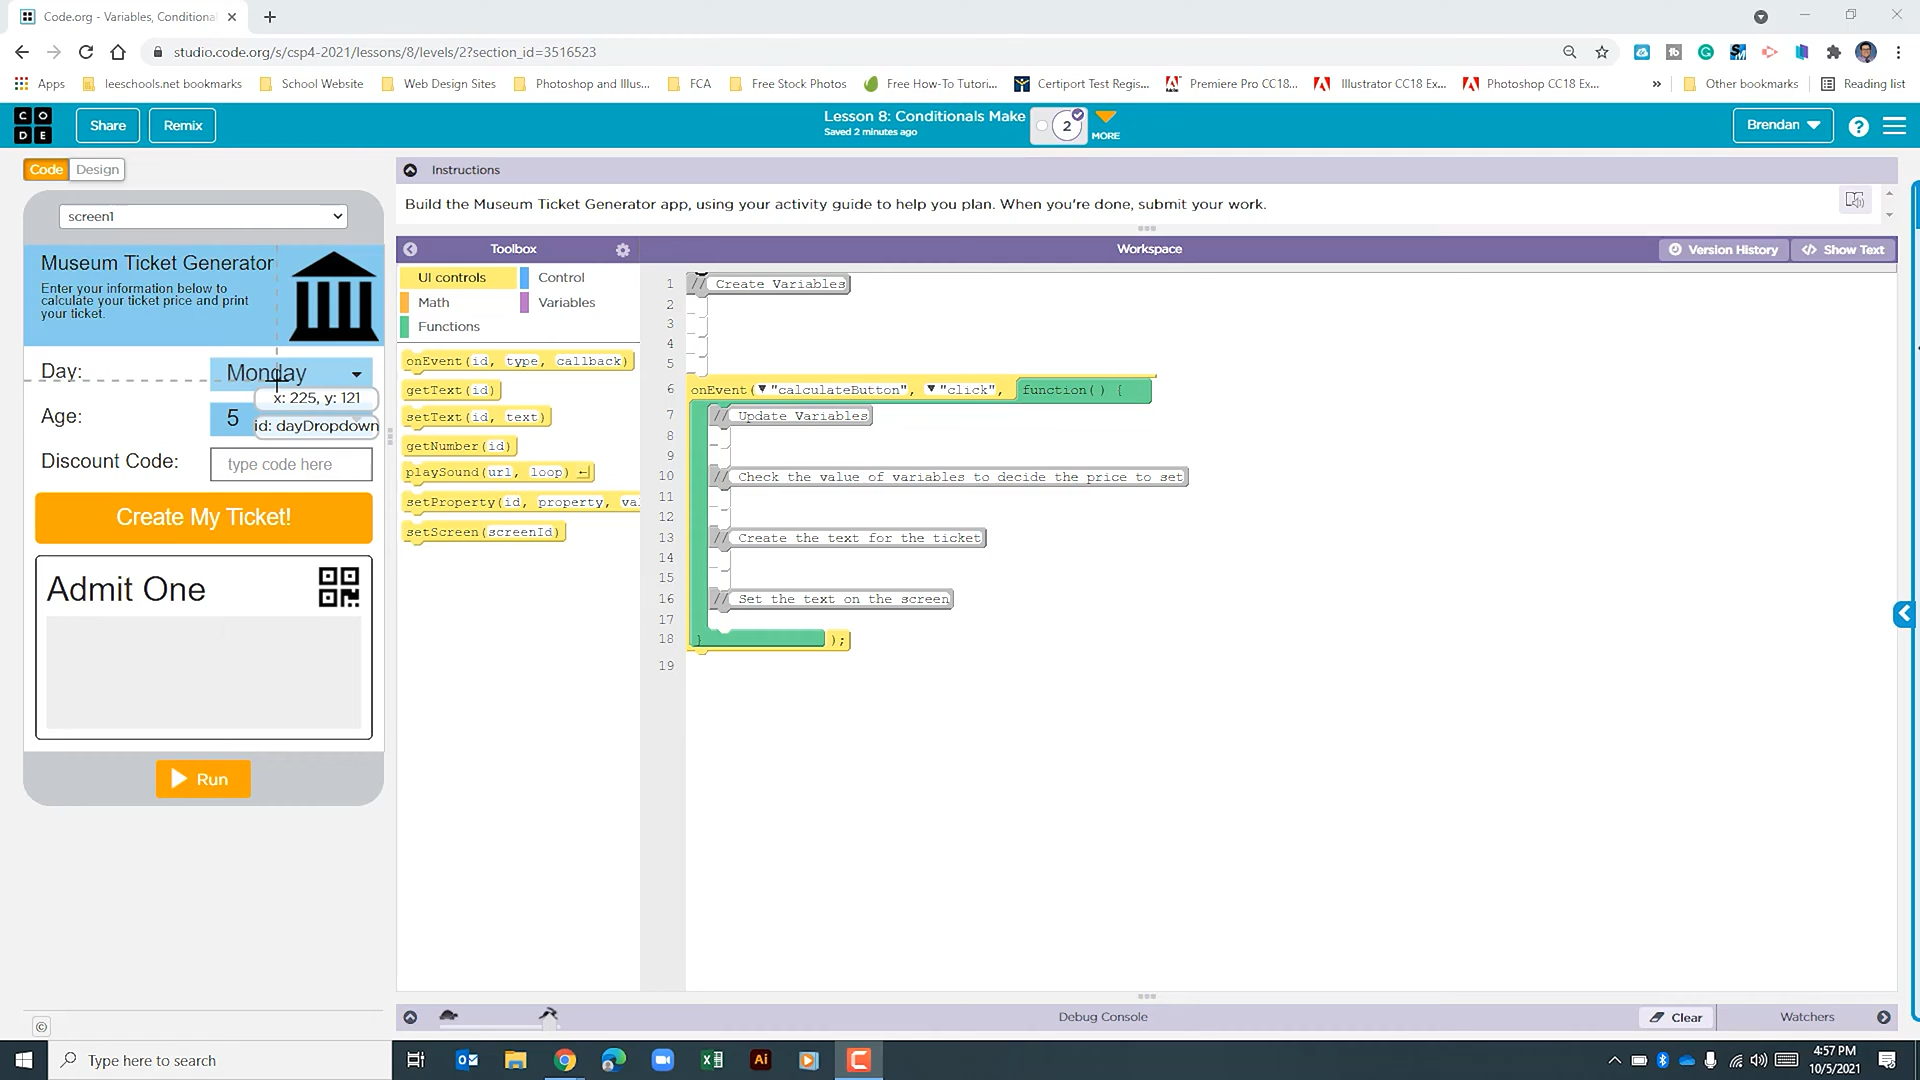 Code.org - Variables, Conditional
studio.code.org/s/csp4-2021/lessons/8/levels/2?section_id=3516523
Apps
leeschools.net bookmarks
School Website
Web Design Sites
Photoshop and Illus...
FCA
Free Stock Photos
Free How-To Tutori...
Certiport Test Regis...
Premiere Pro CC18...
Illustrator CC18 Ex...
Photoshop CC18 Ex...
»
Other bookmarks
Reading list
C O
D E
Share
Remix
Lesson 8: Conditionals Make
Saved 2 minutes ago
2
MORE
Brendan
?
Code
Design
Instructions
screen1
Build the Museum Ticket Generator app, using your activity guide to help you plan. When you're done, submit your work.
Toolbox
Workspace
Version History
</> Show Text
Museum Ticket Generator
Enter your information below to
calculate your ticket price and print
your ticket.
Day:
Monday
x: 225, y: 121
Age:
5
id: dayDropdown
Discount Code:
type code here
Create My Ticket!
Admit One
Run
UI controls
Control
Math
Variables
Functions
onEvent(id, type, callback)
getText(id)
setText(id, text)
getNumber(id)
playSound(url, loop)
setProperty(id, property, val
setScreen(screenId)
1 // Create Variables
2
3
4
5
6 onEvent(▼"calculateButton", ▼"click", function( ) {
7 // Update Variables
8
9
10 // Check the value of variables to decide the price to set
11
12
13 // Create the text for the ticket
14
15
16 // Set the text on the screen
17
18 } );
19
©
Debug Console
Clear
Watchers
Type here to search
4:57 PM
10/5/2021